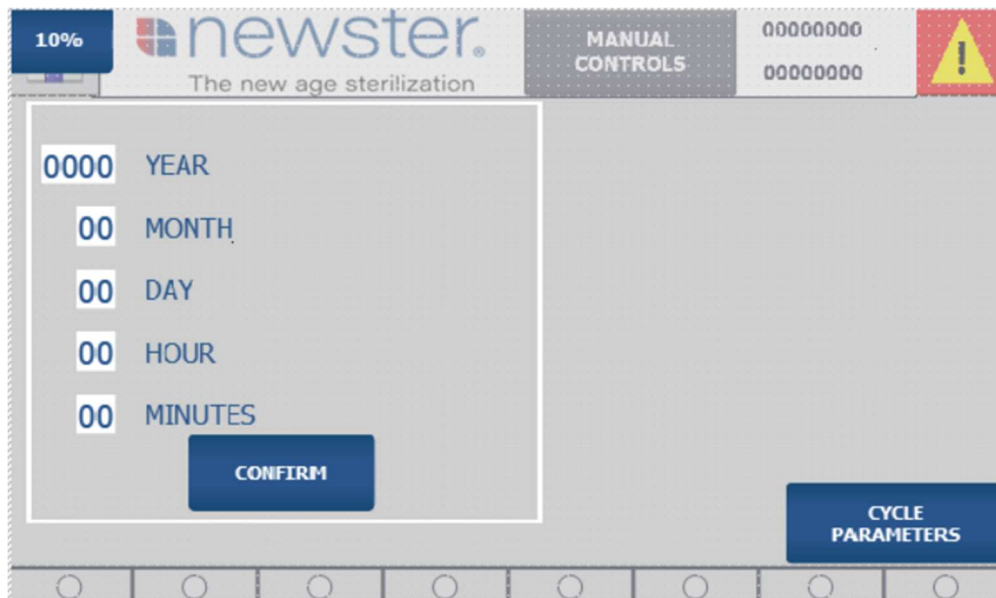 10%
newster®
The new age sterilization
MANUAL
CONTROLS
00000000
00000000
!
0000 YEAR
00 MONTH
00 DAY
00 HOUR
00 MINUTES
CONFIRM
CYCLE
PARAMETERS